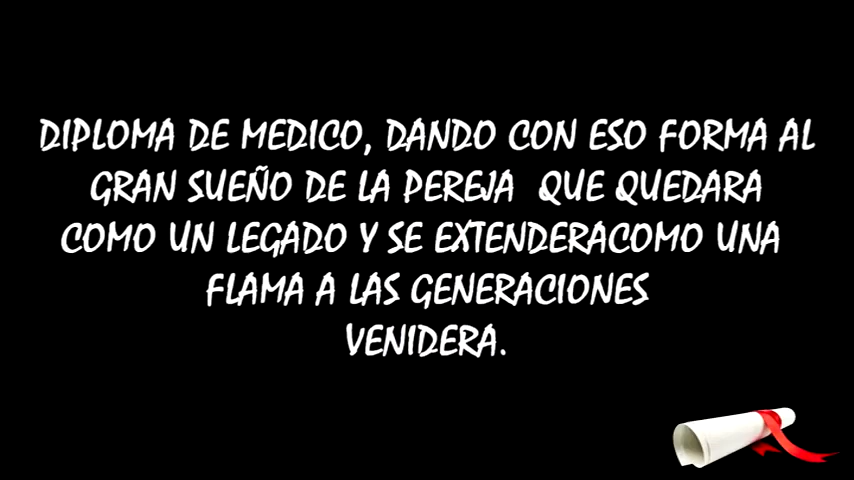 DIPLOMA DE MEDICO, DANDO CON ESO FORMA AL
GRAN SUEÑO DE LA PEREJA QUE QUEDARA
COMO UN LEGADO Y SE EXTENDERACOMO UNA
FLAMA A LAS GENERACIONES
VENIDERA.